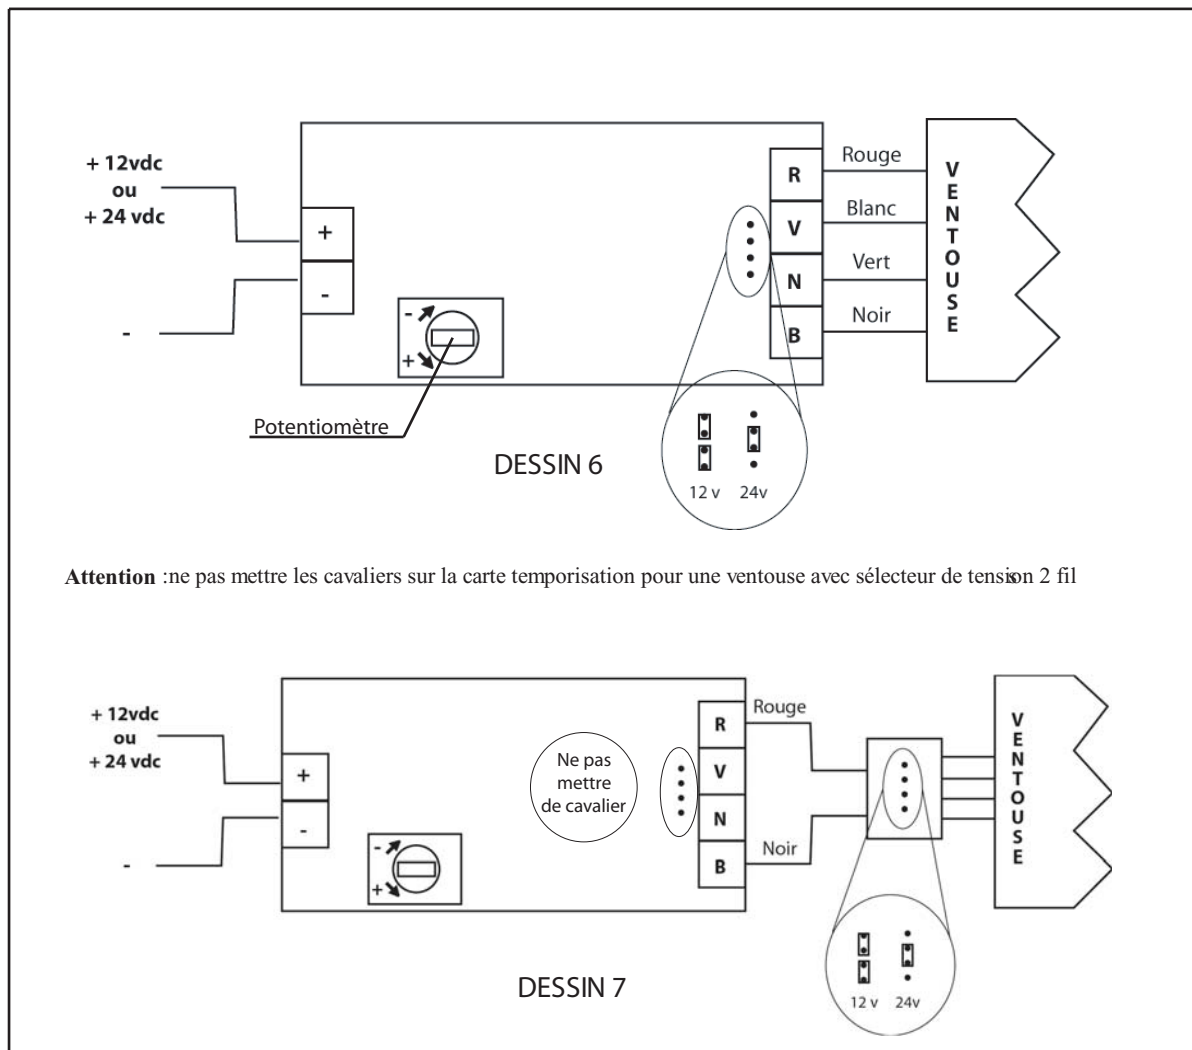 + 12vdc
ou
+ 24 vdc
-
+
-
-
+
Potentiomètre
R
V
N
B
Rouge
Blanc
Vert
Noir
VENTOUSE
12 v
24v
DESSIN 6
Attention :ne pas mettre les cavaliers sur la carte temporisation pour une ventouse avec sélecteur de tension 2 fils
+ 12vdc
ou
+ 24 vdc
-
+
-
-
+
Ne pas
mettre
de cavalier
R
V
N
B
Rouge
Noir
VENTOUSE
12 v
24v
DESSIN 7